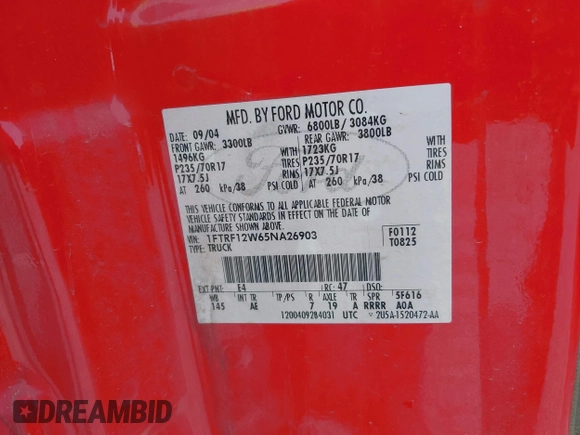 MFD. BY FORD MOTOR CO.
DATE: 09/04 GVWR: 6800LB/ 3084KG
FRONT GAWR: 3300LB REAR GAWR: 3800LB
1496KG WITH 1723KG WITH
P235/70R17 TIRES P235/70R17 TIRES
17X7.5J RIMS 17X7.5J RIMS
AT 260 kPa/38 PSI COLD AT 260 kPa/38 PSI COLD
Ford
THIS VEHICLE CONFORMS TO ALL APPLICABLE FEDERAL MOTOR
VEHICLE SAFETY STANDARDS IN EFFECT ON THE DATE OF
MANUFACTURE SHOWN ABOVE.
VIN: 1FTRF12W65NA26903 F0112
TYPE: TRUCK T0825
EXT PNT: E4 RC: 47 DSO:
WB INT TR TP/PS R AXLE TR SPR 5F616
145 AE 7 19 A RRRR A0A
1200409284031 UTC V 2U5A-1520472-AA
DREAMBID